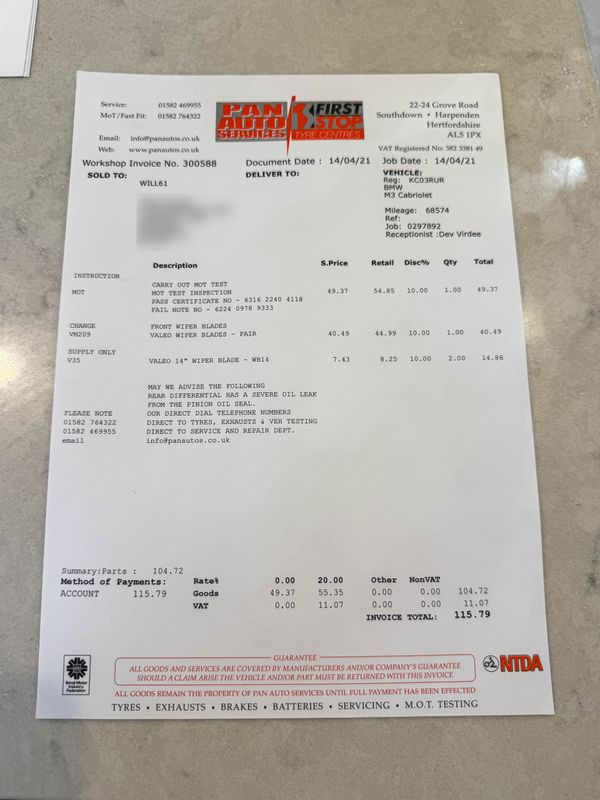 Service: 01582 469955
MoT/Fast Fit: 01582 764322
Email: info@panautos.co.uk
Web: www.panautos.co.uk
PAN AUTO SERVICES
FIRST STOP
TYRE CENTRES
22-24 Grove Road
Southdown • Harpenden
Hertfordshire
AL5 1PX
VAT Registered No: 382 3381 49
Workshop Invoice No. 300588 Document Date : 14/04/21 Job Date : 14/04/21
SOLD TO: DELIVER TO: VEHICLE:
WILL61
Reg: KC03RUR
BMW
M3 Cabriolet
Mileage: 68574
Ref:
Job: 0297892
Receptionist :Dev Virdee
Description S.Price Retail Disc% Qty Total
INSTRUCTION
CARRY OUT MOT TEST
MOT MOT TEST INSPECTION 49.37 54.85 10.00 1.00 49.37
PASS CERTIFICATE NO - 6316 2240 4118
FAIL NOTE NO - 6224 0978 9333
CHANGE FRONT WIPER BLADES
VM209 VALEO WIPER BLADES - PAIR 40.49 44.99 10.00 1.00 40.49
SUPPLY ONLY
V35 VALEO 14" WIPER BLADE - WB14 7.43 8.25 10.00 2.00 14.86
MAY WE ADVISE THE FOLLOWING
REAR DIFFERENTIAL HAS A SEVERE OIL LEAK
FROM THE PINION OIL SEAL.
PLEASE NOTE OUR DIRECT DIAL TELEPHONE NUMBERS
01582 764322 DIRECT TO TYRES, EXHAUSTS & VEH TESTING
01582 469955 DIRECT TO SERVICE AND REPAIR DEPT.
email info@panautos.co.uk
Summary:Parts : 104.72
Method of Payments: Rate% 0.00 20.00 Other NonVAT
ACCOUNT 115.79 Goods 49.37 55.35 0.00 0.00 104.72
VAT 0.00 11.07 0.00 0.00 11.07
INVOICE TOTAL: 115.79
GUARANTEE
ALL GOODS AND SERVICES ARE COVERED BY MANUFACTURERS AND/OR COMPANY'S GUARANTEE
SHOULD A CLAIM ARISE THE VEHICLE AND/OR PART MUST BE RETURNED WITH THIS INVOICE
Retail Motor
Industry
Federation
NTDA
ALL GOODS REMAIN THE PROPERTY OF PAN AUTO SERVICES UNTIL FULL PAYMENT HAS BEEN EFFECTED
TYRES • EXHAUSTS • BRAKES • BATTERIES • SERVICING • M.O.T. TESTING